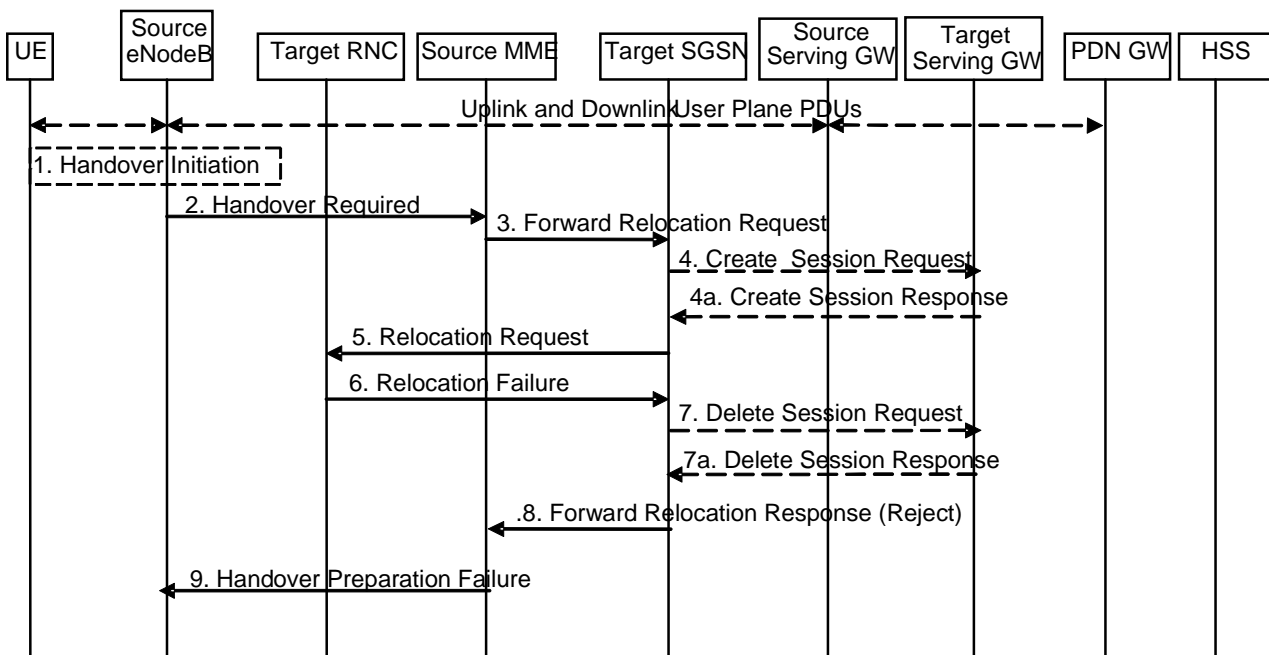 UE
Source
eNodeB
Target RNC
Source MME
Target SGSN
Source
Serving GW
Target
Serving GW
PDN GW
HSS
Uplink and Downlink User Plane PDUs
1. Handover Initiation
2. Handover Required
3. Forward Relocation Request
4. Create  Session Request
4a. Create Session Response
5. Relocation Request
6. Relocation Failure
7. Delete Session Request
7a. Delete Session Response
.8. Forward Relocation Response (Reject)
9. Handover Preparation Failure